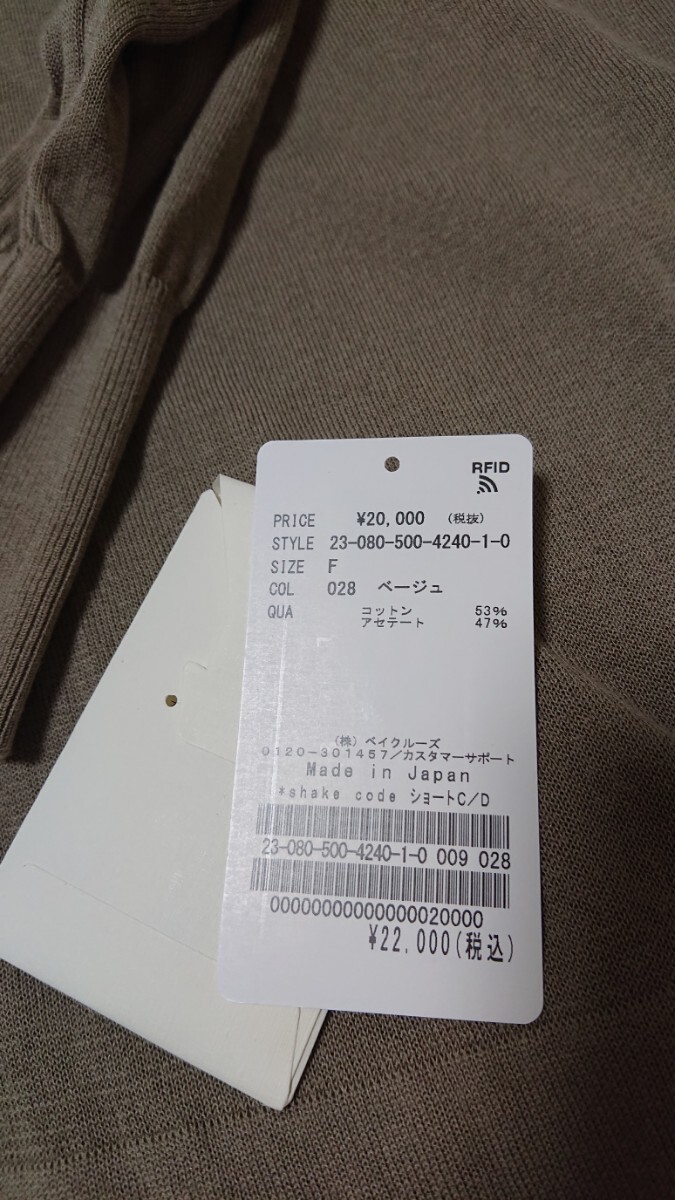 RFID
PRICE ¥20,000 (税抜)
STYLE 23-080-500-4240-1-0
SIZE F
COL 028 ベージュ
QUA コットン 53%
アセテート 47%
(株) ベイクルーズ
0120-301457/カスタマーサポート
Made in Japan
*shake code ショートC/D
23-080-500-4240-1-0 009 028
00000000000000020000
¥22,000(税込)